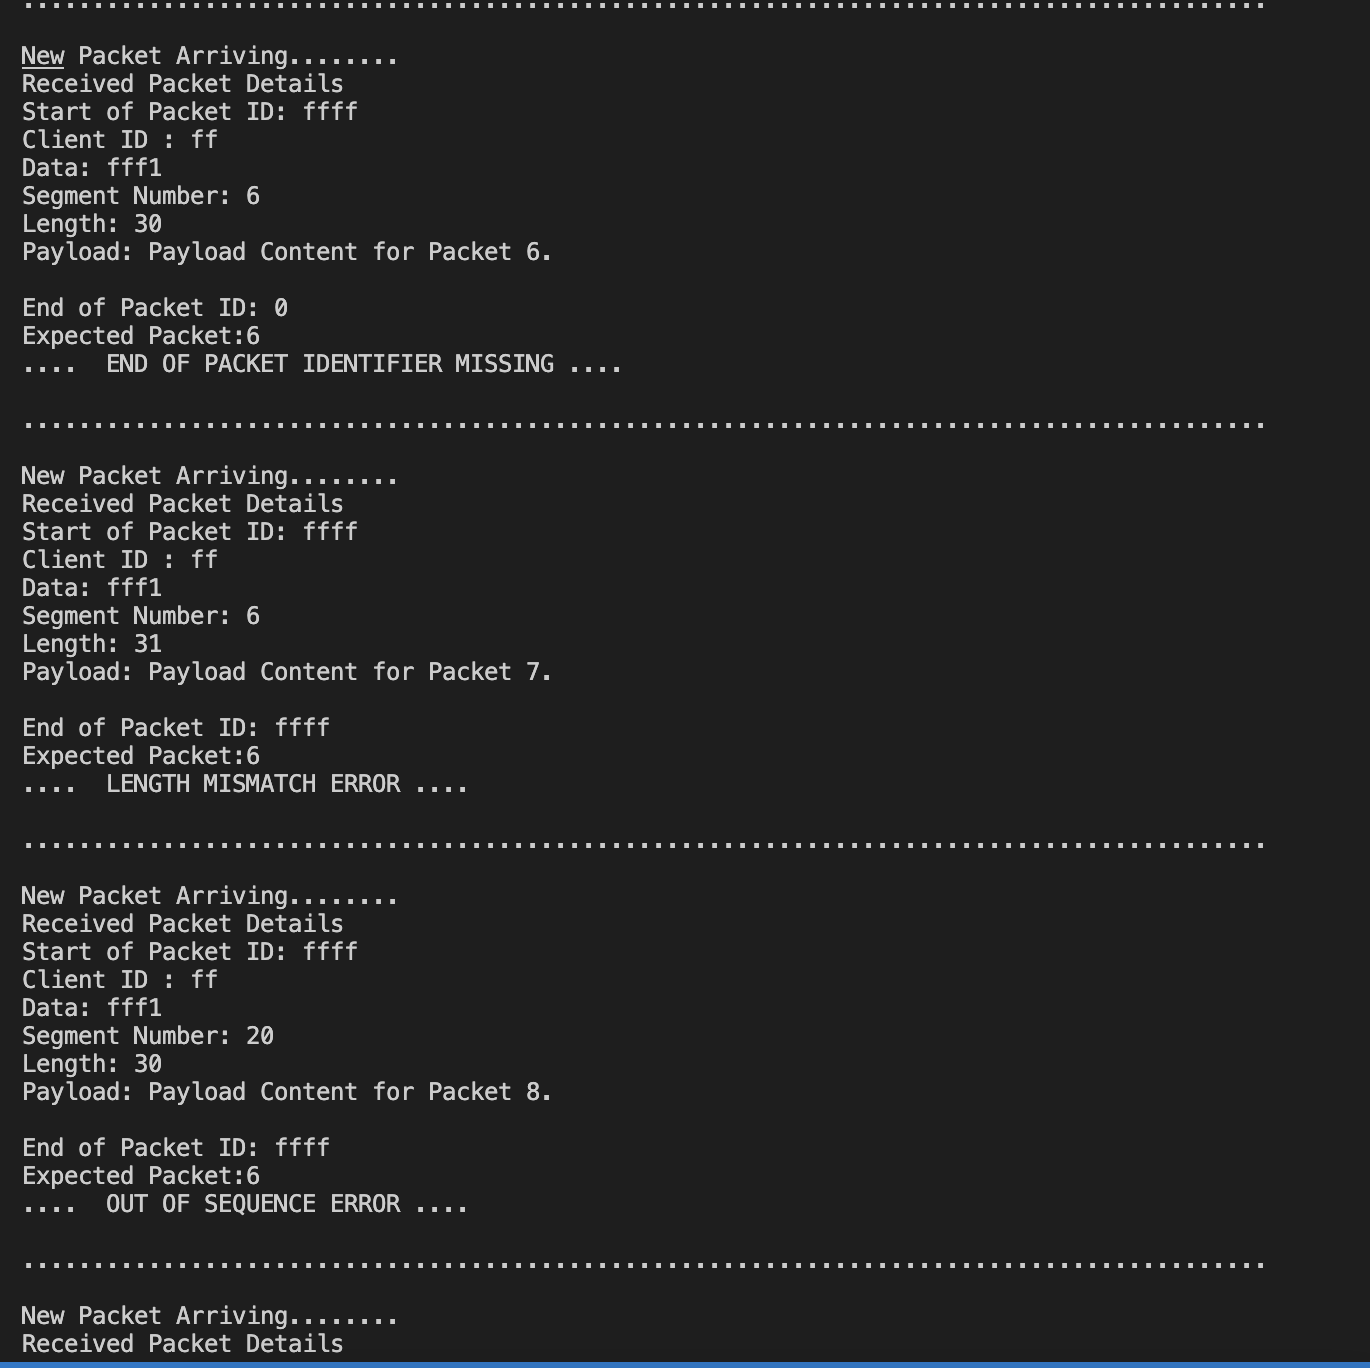 ..........................................................................................
New Packet Arriving........
Received Packet Details
Start of Packet ID: ffff
Client ID : ff
Data: fff1
Segment Number: 6
Length: 30
Payload: Payload Content for Packet 6.
End of Packet ID: 0
Expected Packet:6
....  END OF PACKET IDENTIFIER MISSING ....
..........................................................................................
New Packet Arriving........
Received Packet Details
Start of Packet ID: ffff
Client ID : ff
Data: fff1
Segment Number: 6
Length: 31
Payload: Payload Content for Packet 7.
End of Packet ID: ffff
Expected Packet:6
....  LENGTH MISMATCH ERROR ....
..........................................................................................
New Packet Arriving........
Received Packet Details
Start of Packet ID: ffff
Client ID : ff
Data: fff1
Segment Number: 20
Length: 30
Payload: Payload Content for Packet 8.
End of Packet ID: ffff
Expected Packet:6
....  OUT OF SEQUENCE ERROR ....
..........................................................................................
New Packet Arriving........
Received Packet Details